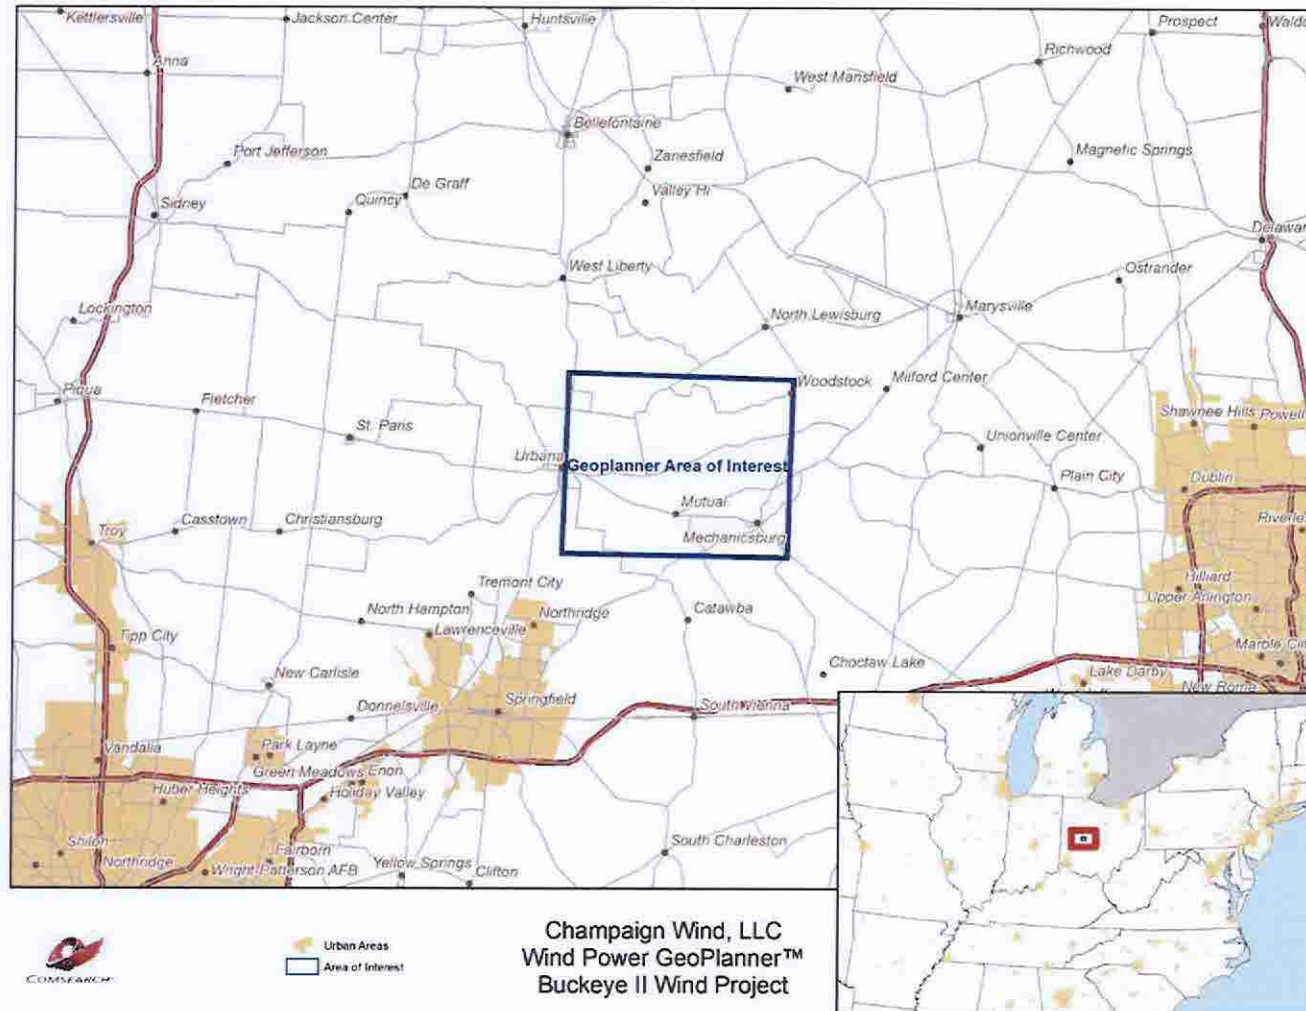 Kettlersville
Jackson Center
Huntsville
Prospect
Waldo
Richwood
Anna
West Mansfield
Bellefontaine
Port Jefferson
Zanesfield
Magnetic Springs
De Graff
Valley Hi
Sidney
Quincy
Delaware
West Liberty
Ostrander
Lockington
North Lewisburg
Marysville
Piqua
Fletcher
Woodstock
Milford Center
Shawnee Hills
Powell
St. Paris
Urbana
Unionville Center
Geoplanner Area of Interest
Plain City
Dublin
Mutual
Casstown
Christiansburg
Troy
Mechanicsburg
Riverlea
Tremont City
Hilliard
Upper Arlington
North Hampton
Northridge
Catawba
Lawrenceville
Tipp City
Marble Cli
New Carlisle
Choctaw Lake
Lake Darby
Springfield
New Rome
Donnelsville
South Vienna
Vandalia
Park Layne
Green Meadows
Enon
Huber Heights
Holiday Valley
Shiloh
Northridge
Fairborn
South Charleston
Wright-Patterson AFB
Yellow Springs
Clifton
COMSEARCH
Urban Areas
Area of Interest
Champaign Wind, LLC
Wind Power GeoPlanner™
Buckeye II Wind Project